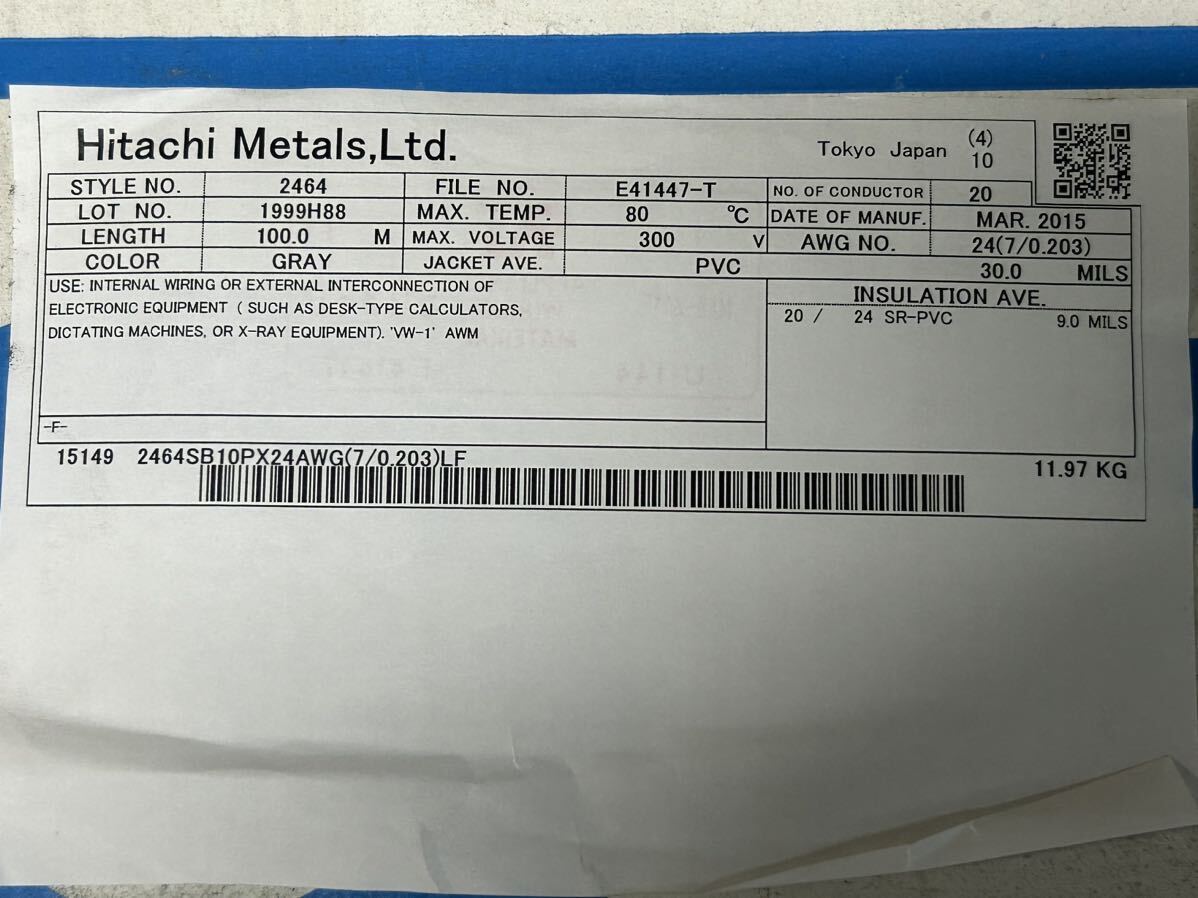 Hitachi Metals,Ltd.
Tokyo Japan (4)
10
STYLE NO. 2464 FILE NO. E41447-T NO. OF CONDUCTOR 20
LOT NO. 1999H88 MAX. TEMP. 80 ℃ DATE OF MANUF. MAR. 2015
LENGTH 100.0 M MAX. VOLTAGE 300 V AWG NO. 24(7/0.203)
COLOR GRAY JACKET AVE. PVC 30.0 MILS
USE: INTERNAL WIRING OR EXTERNAL INTERCONNECTION OF
ELECTRONIC EQUIPMENT ( SUCH AS DESK-TYPE CALCULATORS,
DICTATING MACHINES, OR X-RAY EQUIPMENT). 'VW-1' AWM
INSULATION AVE.
20 / 24 SR-PVC 9.0 MILS
-F-
15149 2464SB10PX24AWG(7/0.203)LF
11.97 KG